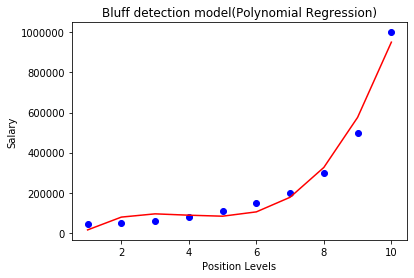 Bluff detection model(Polynomial Regression)
1000000
800000
600000
400000
200000
0
Salary
2 4 6 8 10
Position Levels